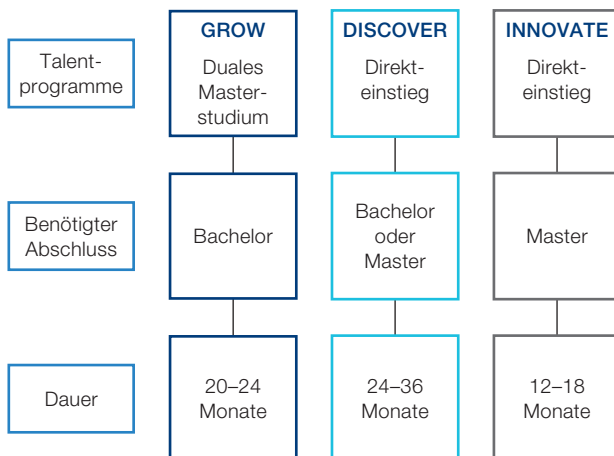 GROW
DISCOVER
INNOVATE
Talent-
programme
Duales
Master-
studium
Direkt-
einstieg
Direkt-
einstieg
Benötigter
Abschluss
Bachelor
Bachelor
oder
Master
Master
Dauer
20–24
Monate
24–36
Monate
12–18
Monate